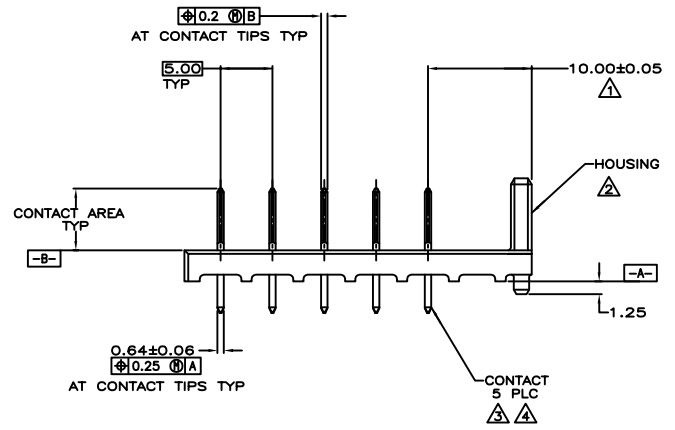 ⌖ 0.2 Ⓜ B
AT CONTACT TIPS TYP
5.00
TYP
10.00±0.05
1
HOUSING
2
CONTACT AREA
TYP
-B-
-A-
1.25
0.64±0.06
⌖ 0.25 Ⓜ A
AT CONTACT TIPS TYP
CONTACT
5 PLC
3 4